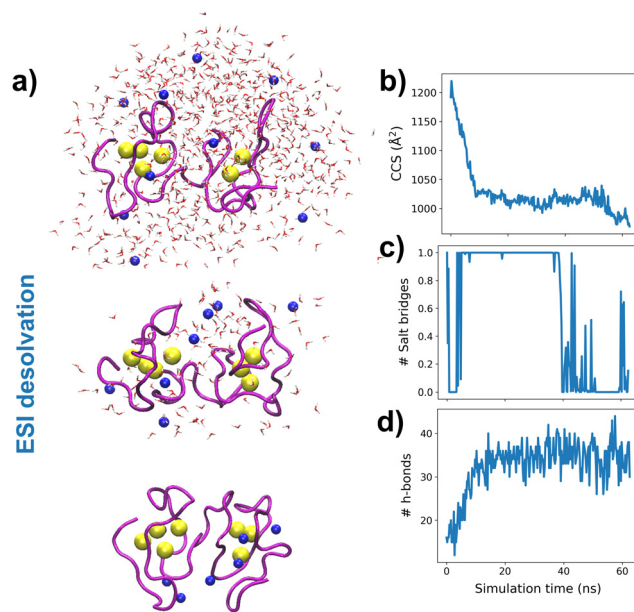 a)
ESI desolvation
b)
CCS (Å²)
1200
1150
1100
1050
1000
c)
# Salt bridges
1.0
0.8
0.6
0.4
0.2
0.0
d)
# h-bonds
40
30
20
0 20 40 60
Simulation time (ns)